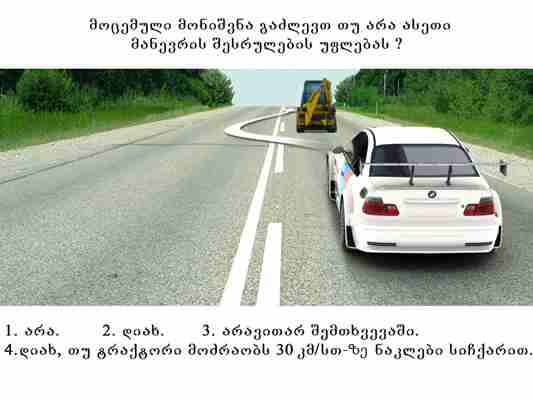 მოცემული მონიშვნა გაძლევთ თუ არა ასეთი
მანევრის შესრულების უფლებას ?
1. არა. 2. დიახ. 3. არავითარ შემთხვევაში.
4.დიახ, თუ ტრაქტორი მოძრაობს 30 კმ/სთ-ზე ნაკლები სიჩქარით.